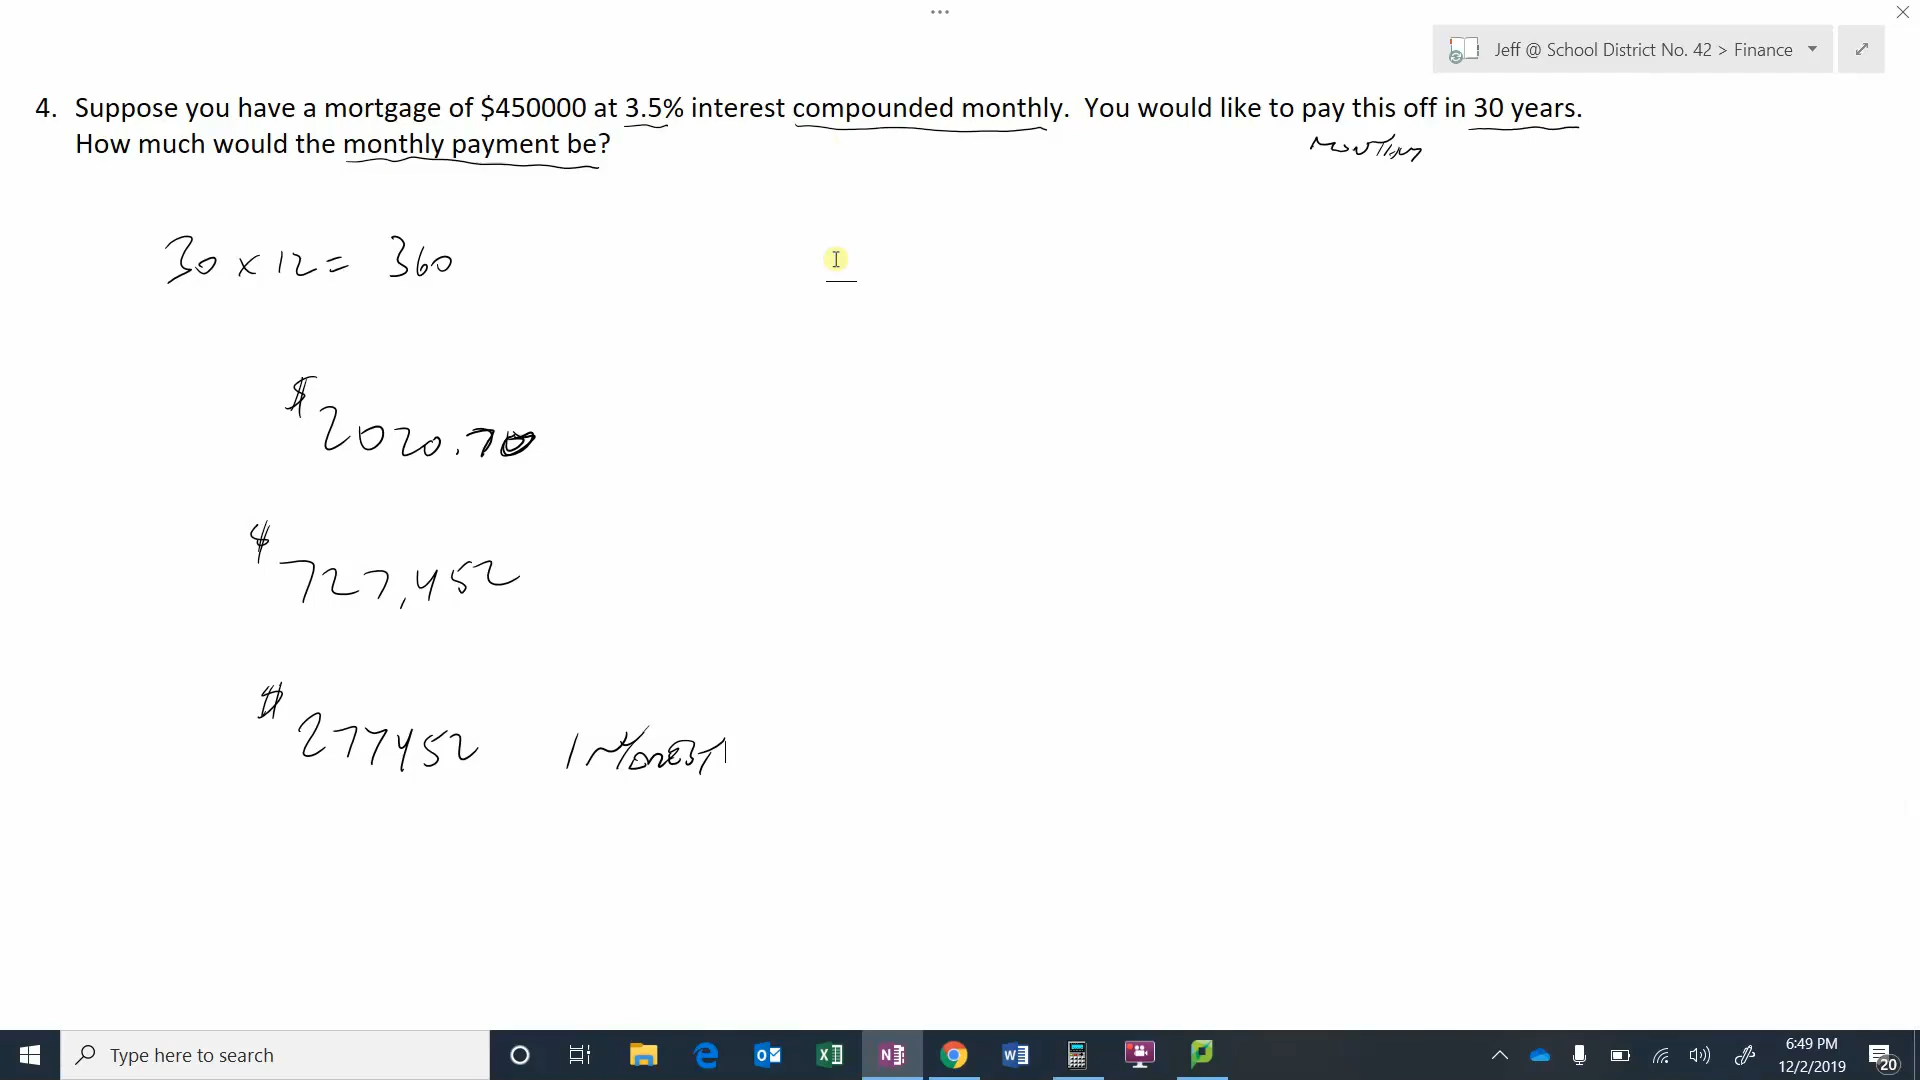 Jeff @ School District No. 42 > Finance
4. Suppose you have a mortgage of $450000 at 3.5% interest compounded monthly. You would like to pay this off in 30 years.
How much would the monthly payment be?
MONTHLY
30 x 12 = 360
$2020.70
$727,452
$277452 INTEREST
Type here to search
6:49 PM
12/2/2019
20